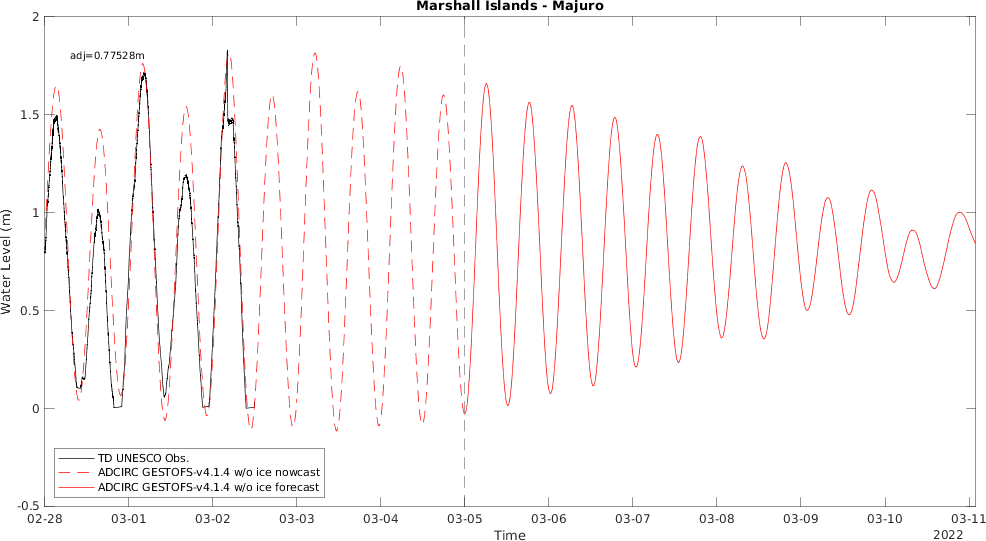 Marshall Islands - Majuro
2
1.5
1
0.5
0
-0.5
Water Level (m)
adj=0.77528m
TD UNESCO Obs.
ADCIRC GESTOFS-v4.1.4 w/o ice nowcast
ADCIRC GESTOFS-v4.1.4 w/o ice forecast
02-28 03-01 03-02 03-03 03-04 03-05 03-06 03-07 03-08 03-09 03-10 03-11
Time
2022